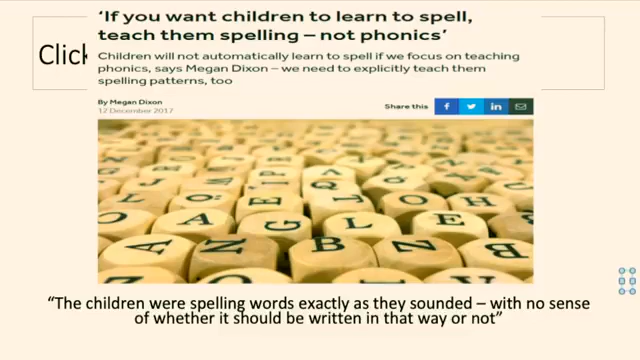 ‘If you want children to learn to spell,
teach them spelling – not phonics’
Click
Children will not automatically learn to spell if we focus on teaching
phonics, says Megan Dixon – we need to explicitly teach them
spelling patterns, too
By Megan Dixon
12 December 2017
Share this
“The children were spelling words exactly as they sounded – with no sense
of whether it should be written in that way or not”